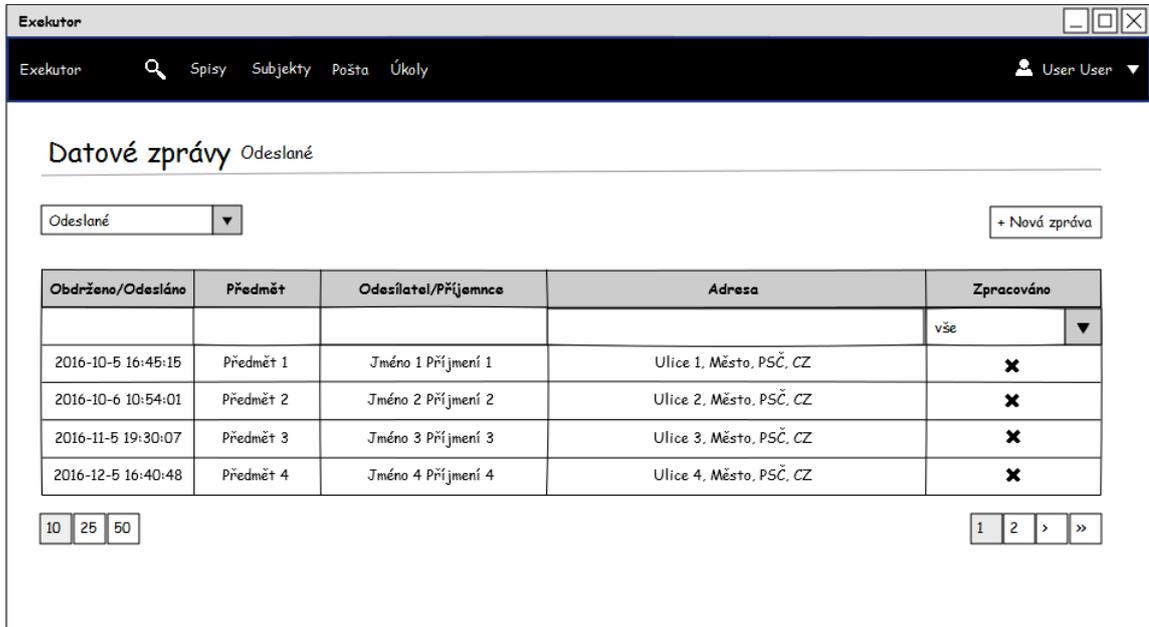 Exekutor
Exekutor Spisy Subjekty Pošta Úkoly User User
Datové zprávy Odeslané
Odeslané + Nová zpráva
Obdrženo/Odesláno Předmět Odesílatel/Příjemnce Adresa Zpracováno
vše
2016-10-5 16:45:15 Předmět 1 Jméno 1 Příjmení 1 Ulice 1, Město, PSČ, CZ
2016-10-6 10:54:01 Předmět 2 Jméno 2 Příjmení 2 Ulice 2, Město, PSČ, CZ
2016-11-5 19:30:07 Předmět 3 Jméno 3 Příjmení 3 Ulice 3, Město, PSČ, CZ
2016-12-5 16:40:48 Předmět 4 Jméno 4 Příjmení 4 Ulice 4, Město, PSČ, CZ
10 25 50 1 2 › »